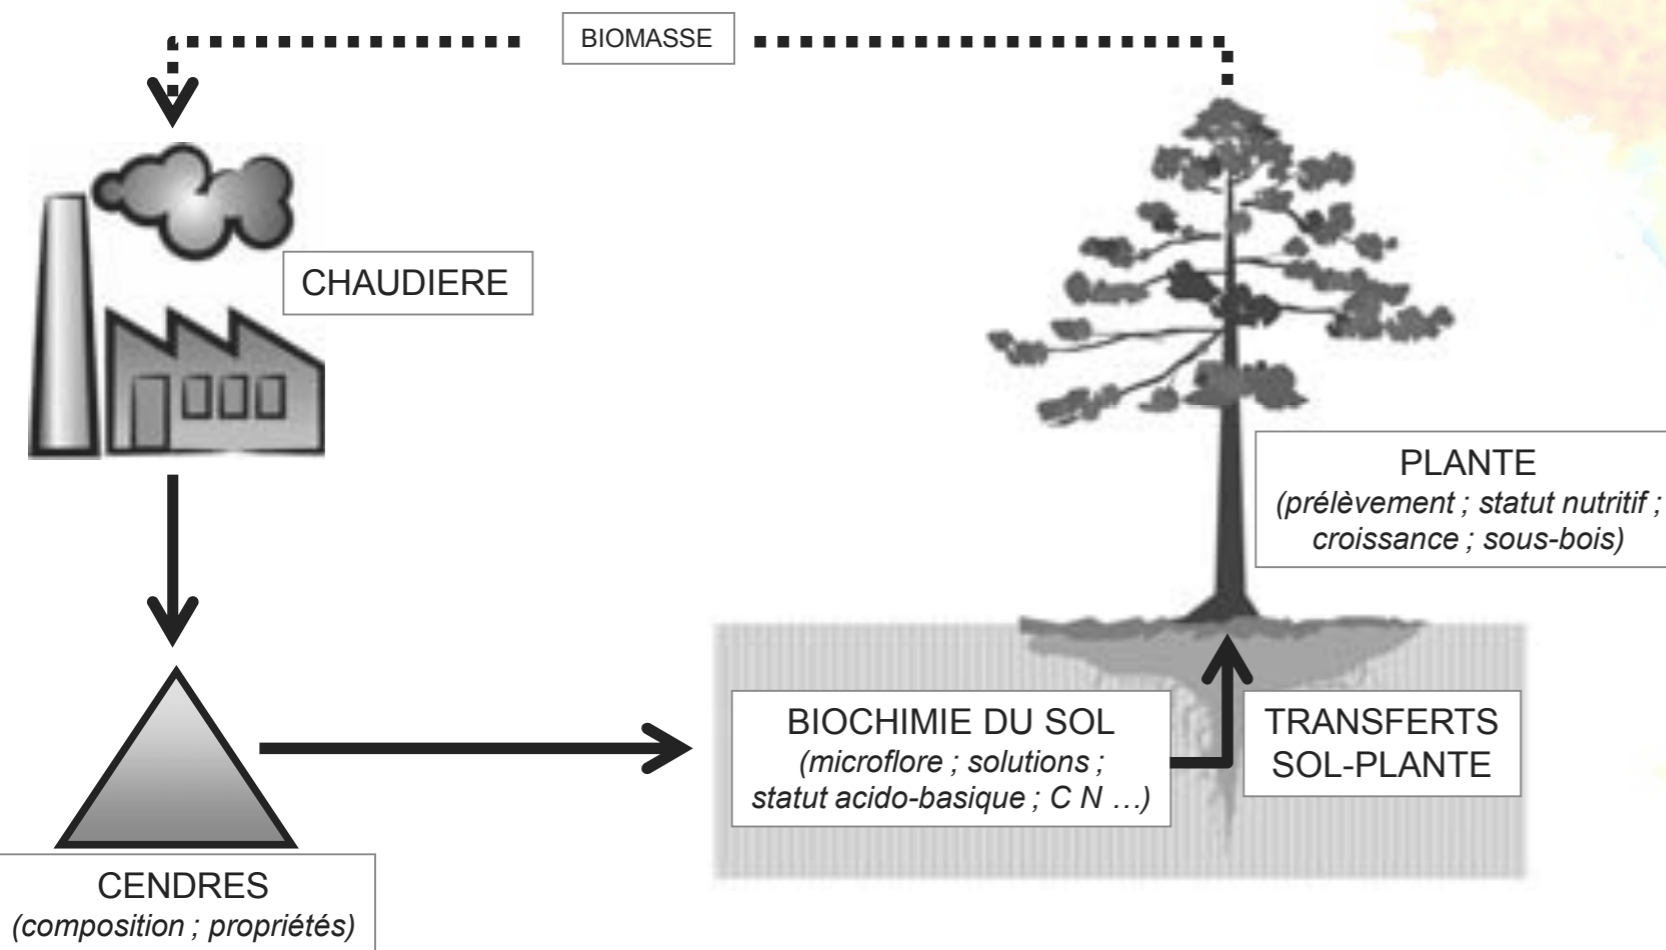 BIOMASSE
CHAUDIERE
PLANTE
(prélèvement ; statut nutritif ;
croissance ; sous-bois)
BIOCHIMIE DU SOL
(microflore ; solutions ;
statut acido-basique ; C N …)
TRANSFERTS
SOL-PLANTE
CENDRES
(composition ; propriétés)